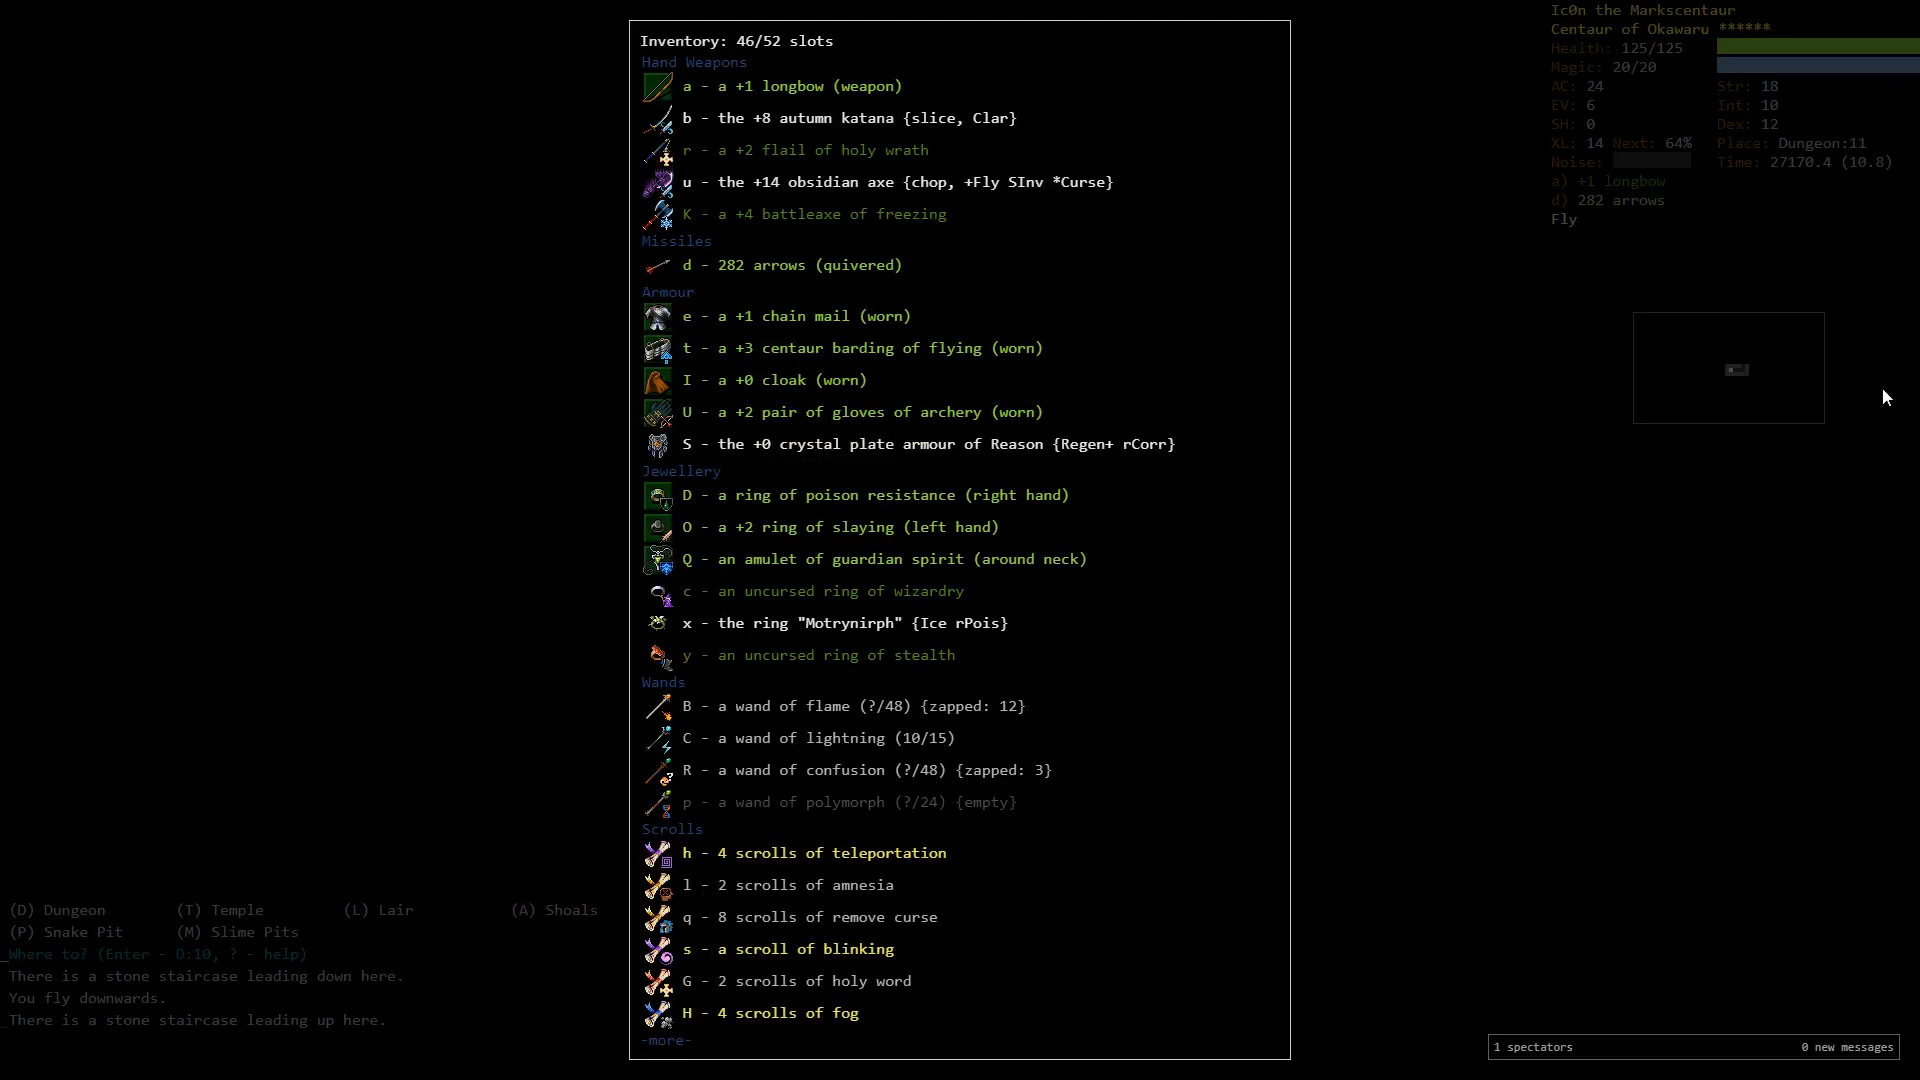 Inventory: 46/52 slots
Hand Weapons
a - a +1 longbow (weapon)
b - the +8 autumn katana {slice, Clar}
r - a +2 flail of holy wrath
u - the +14 obsidian axe {chop, +Fly SInv *Curse}
K - a +4 battleaxe of freezing
Missiles
d - 282 arrows (quivered)
Armour
e - a +1 chain mail (worn)
t - a +3 centaur barding of flying (worn)
I - a +0 cloak (worn)
U - a +2 pair of gloves of archery (worn)
S - the +0 crystal plate armour of Reason {Regen+ rCorr}
Jewellery
D - a ring of poison resistance (right hand)
O - a +2 ring of slaying (left hand)
Q - an amulet of guardian spirit (around neck)
c - an uncursed ring of wizardry
x - the ring "Motrynirph" {Ice rPois}
y - an uncursed ring of stealth
Wands
B - a wand of flame (?/48) {zapped: 12}
C - a wand of lightning (10/15)
R - a wand of confusion (?/48) {zapped: 3}
p - a wand of polymorph (?/24) {empty}
Scrolls
h - 4 scrolls of teleportation
l - 2 scrolls of amnesia
q - 8 scrolls of remove curse
s - a scroll of blinking
G - 2 scrolls of holy word
H - 4 scrolls of fog
-more-
Ic0n the Markscentaur
Centaur of Okawaru ******
Health: 125/125
Magic: 20/20
AC: 24 Str: 18
EV: 6 Int: 10
SH: 0 Dex: 12
XL: 14 Next: 64% Place: Dungeon:11
Noise: Time: 27170.4 (10.8)
a) +1 longbow
d) 282 arrows
Fly
(D) Dungeon (T) Temple (L) Lair (A) Shoals
(P) Snake Pit (M) Slime Pits
_Where to? (Enter - D:10, ? - help)
There is a stone staircase leading down here.
You fly downwards.
_There is a stone staircase leading up here.
1 spectators 0 new messages